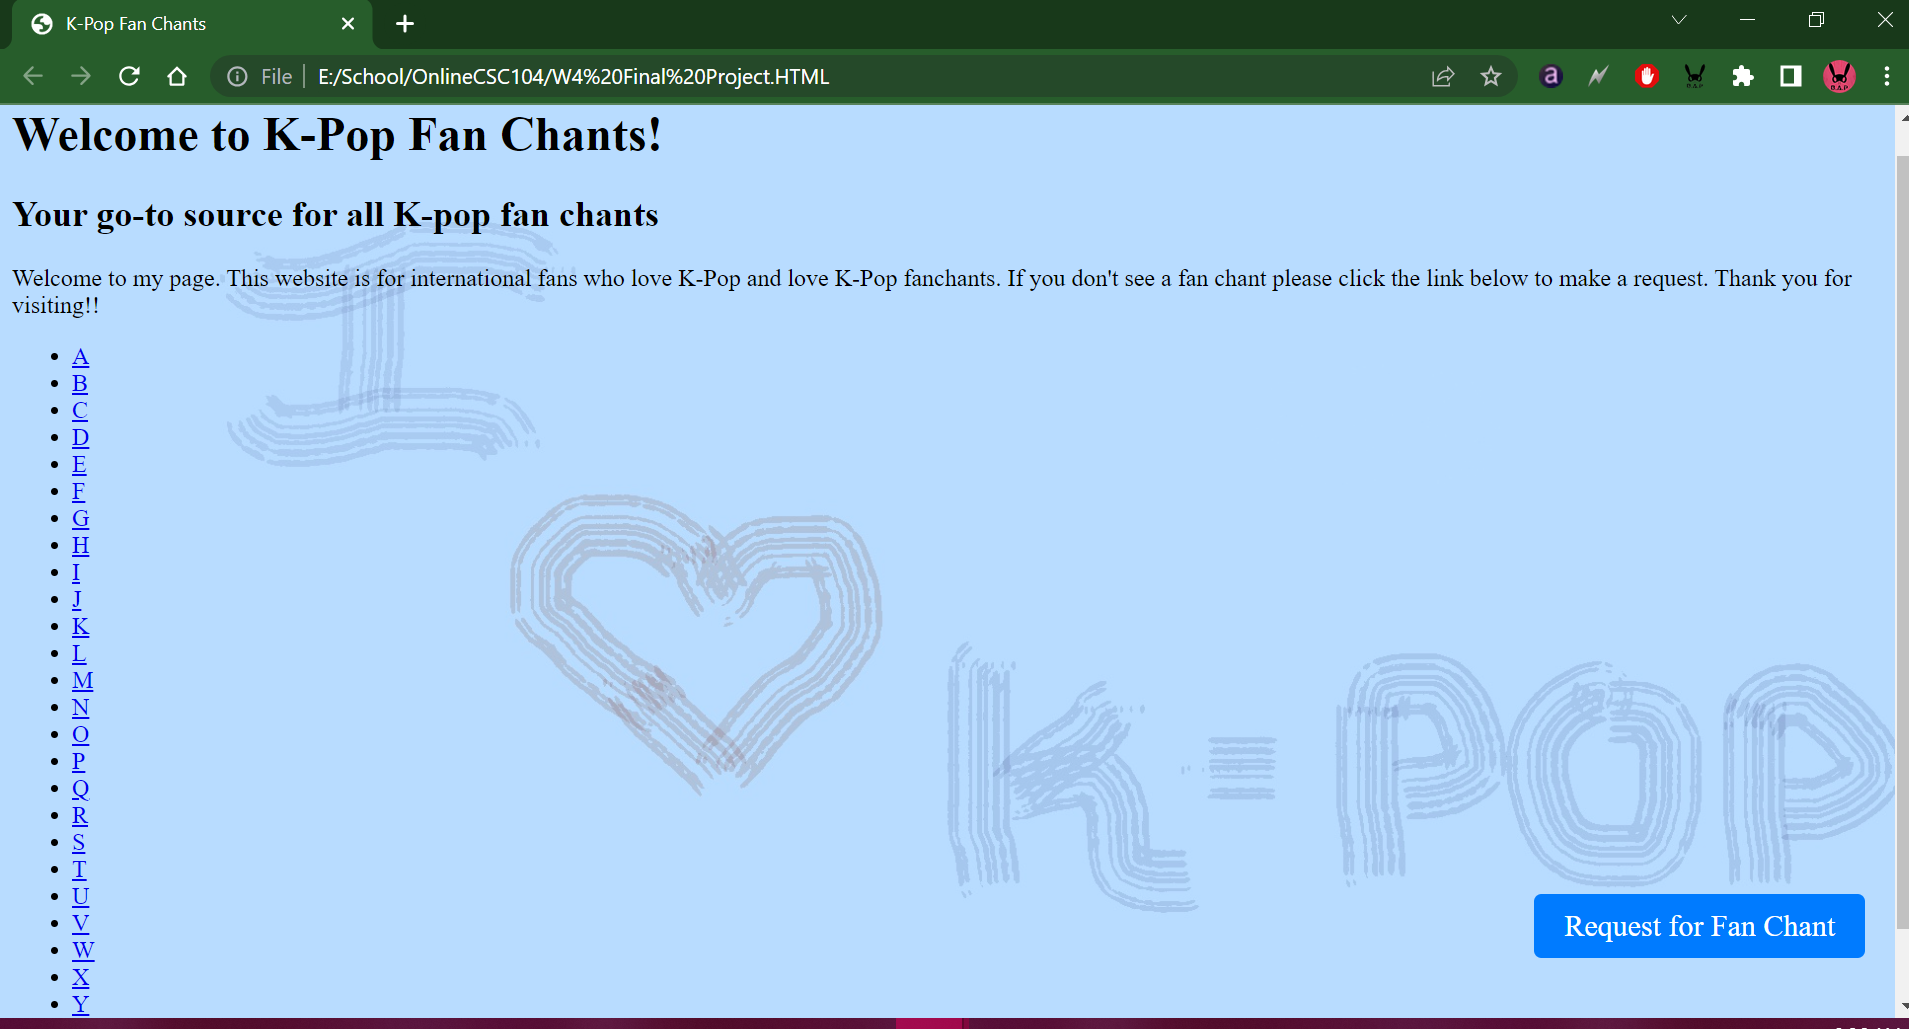 K-Pop Fan Chants
File E:/School/OnlineCSC104/W4%20Final%20Project.HTML
Welcome to K-Pop Fan Chants!
Your go-to source for all K-pop fan chants
Welcome to my page. This website is for international fans who love K-Pop and love K-Pop fanchants. If you don't see a fan chant please click the link below to make a request. Thank you for
visiting!!
A
B
C
D
E
F
G
H
I
J
K
L
M
N
O
P
Q
R
S
T
U
V
W
X
Y
I
K-POP
Request for Fan Chant